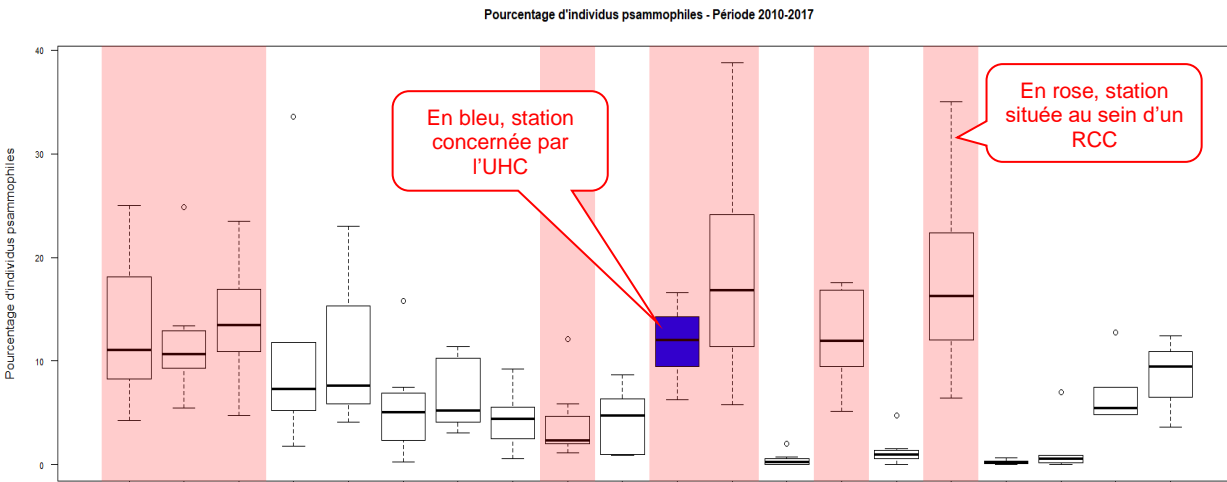 Pourcentage d'individus psammophiles - Période 2010-2017
Pourcentage d'individus psammophiles
40
30
20
10
0
En bleu, station
concernée par
l’UHC
En rose, station
située au sein d’un
RCC